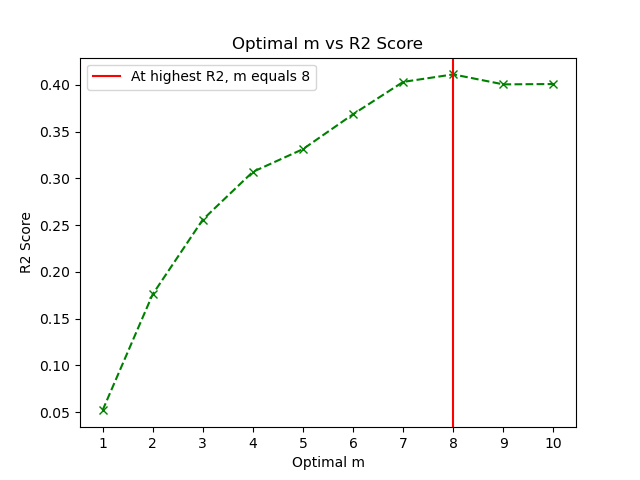 Optimal m vs R2 Score
At highest R2, m equals 8
R2 Score
0.40
0.35
0.30
0.25
0.20
0.15
0.10
0.05
1 2 3 4 5 6 7 8 9 10
Optimal m